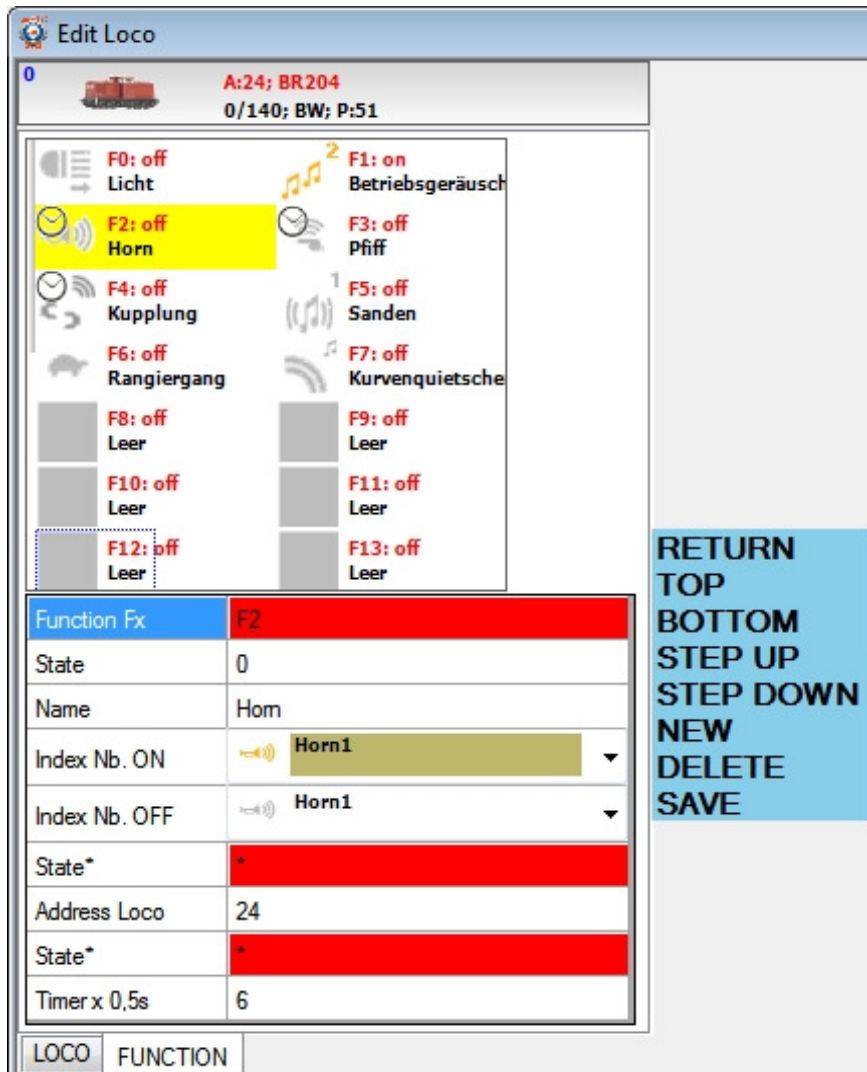 Edit Loco
0
A:24; BR204
0/140; BW; P:51
F0: off
Licht
2
F1: on
Betriebsgeräusch
F2: off
Horn
F3: off
Pfiff
F4: off
Kupplung
1
F5: off
Sanden
F6: off
Rangiergang
F7: off
Kurvenquietsche
F8: off
Leer
F9: off
Leer
F10: off
Leer
F11: off
Leer
F12: off
Leer
F13: off
Leer
RETURN
TOP
BOTTOM
STEP UP
STEP DOWN
NEW
DELETE
SAVE
Function Fx F2
State 0
Name Horn
Index Nb. ON Horn1
Index Nb. OFF Horn1
State* *
Address Loco 24
State* *
Timer x 0,5s 6
LOCO FUNCTION